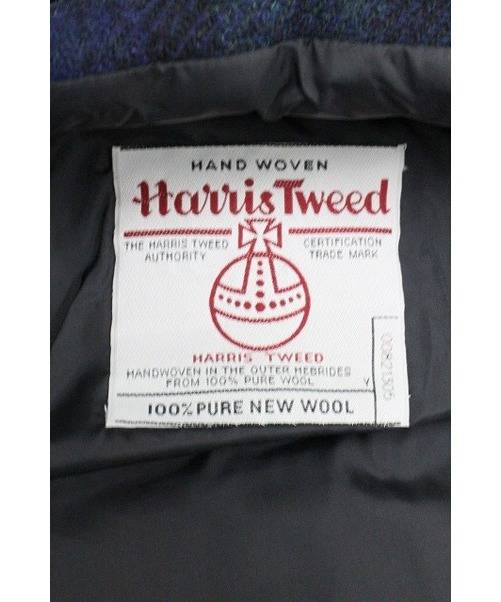 HAND WOVEN
Harris Tweed
THE HARRIS TWEED
AUTHORITY
CERTIFICATION
TRADE MARK
HARRIS TWEED
HANDWOVEN IN THE OUTER HEBRIDES
FROM 100% PURE WOOL
Y
100% PURE NEW WOOL